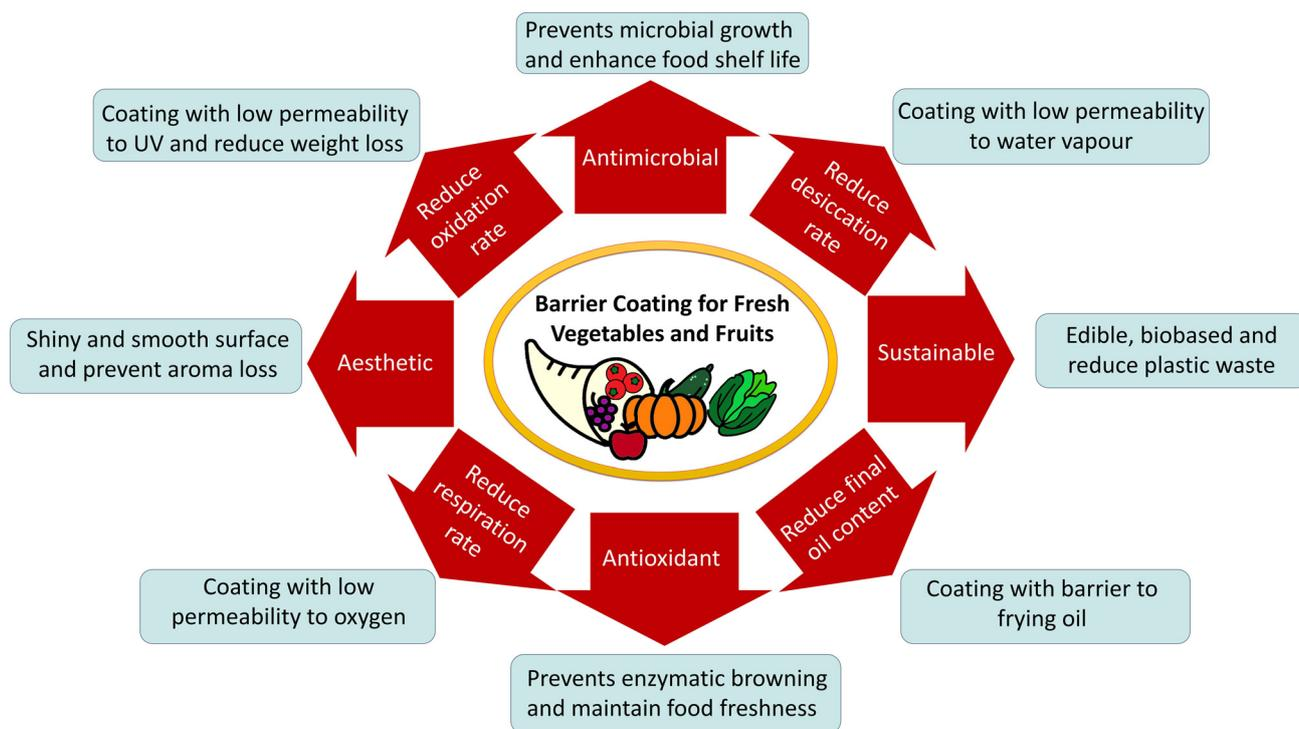 Prevents microbial growth
and enhance food shelf life
Coating with low permeability
to UV and reduce weight loss
Coating with low permeability
to water vapour
Antimicrobial
Reduce
oxidation
rate
Reduce
desiccation
rate
Barrier Coating for Fresh
Vegetables and Fruits
Shiny and smooth surface
and prevent aroma loss
Aesthetic
Sustainable
Edible, biobased and
reduce plastic waste
Reduce
respiration
rate
Antioxidant
Reduce final
oil content
Coating with low
permeability to oxygen
Coating with barrier to
frying oil
Prevents enzymatic browning
and maintain food freshness